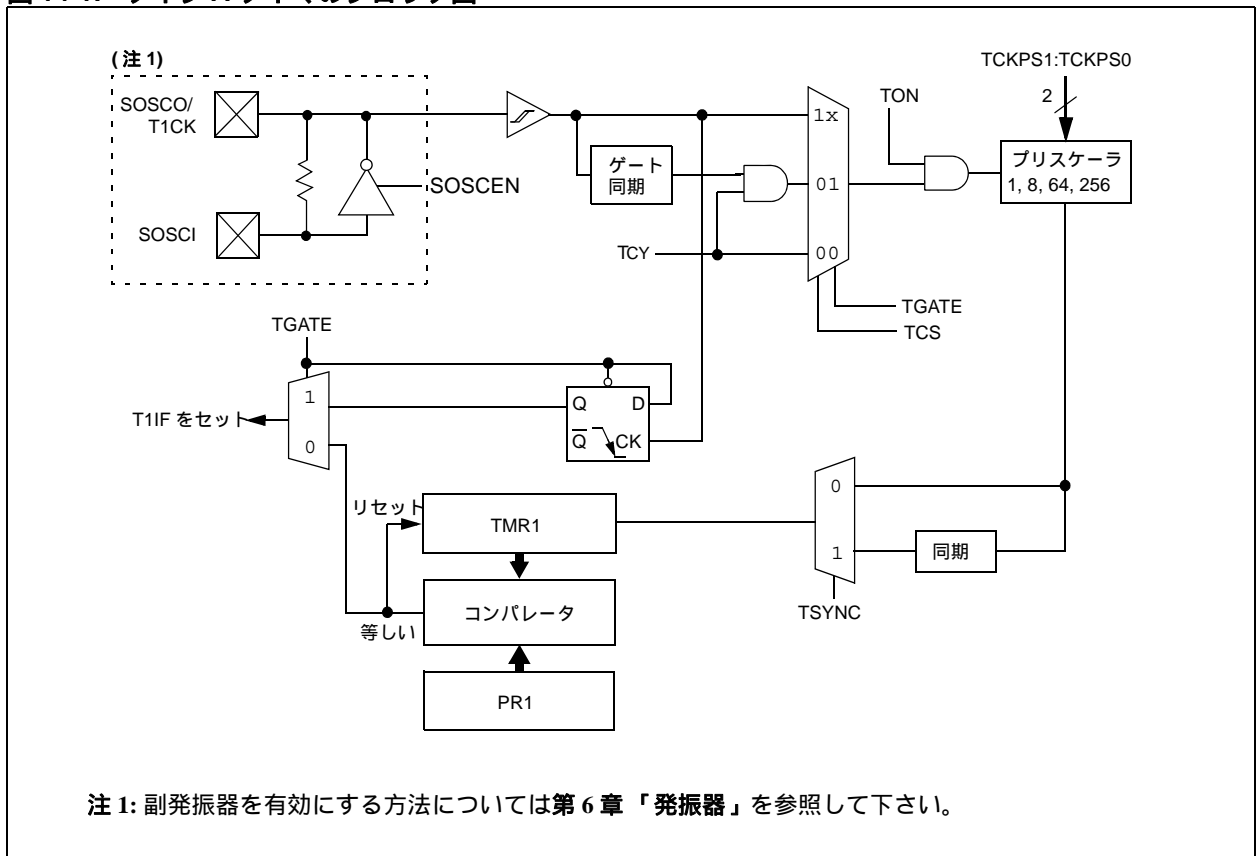 (注 1)
TCKPS1:TCKPS0
SOSCO/
T1CK
TON
2
1x
プリスケーラ
1, 8, 64, 256
ゲート
同期
01
SOSCEN
SOSCI
TCY
00
TGATE
TCS
TGATE
1
Q
D
T1IF をセット
0
Q
CK
0
リセット
TMR1
1
同期
コンパレータ
TSYNC
等しい
PR1
注 1: 副発振器を有効にする方法については第 6 章 「発振器」を参照して下さい。